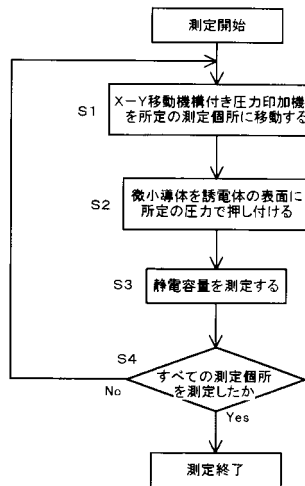 測定開始
S1
X－Y移動機構付き圧力印加機
を所定の測定個所に移動する
S2
微小導体を誘電体の表面に
所定の圧力で押し付ける
S3
静電容量を測定する
S4
すべての測定個所
を測定したか
No
Yes
測定終了